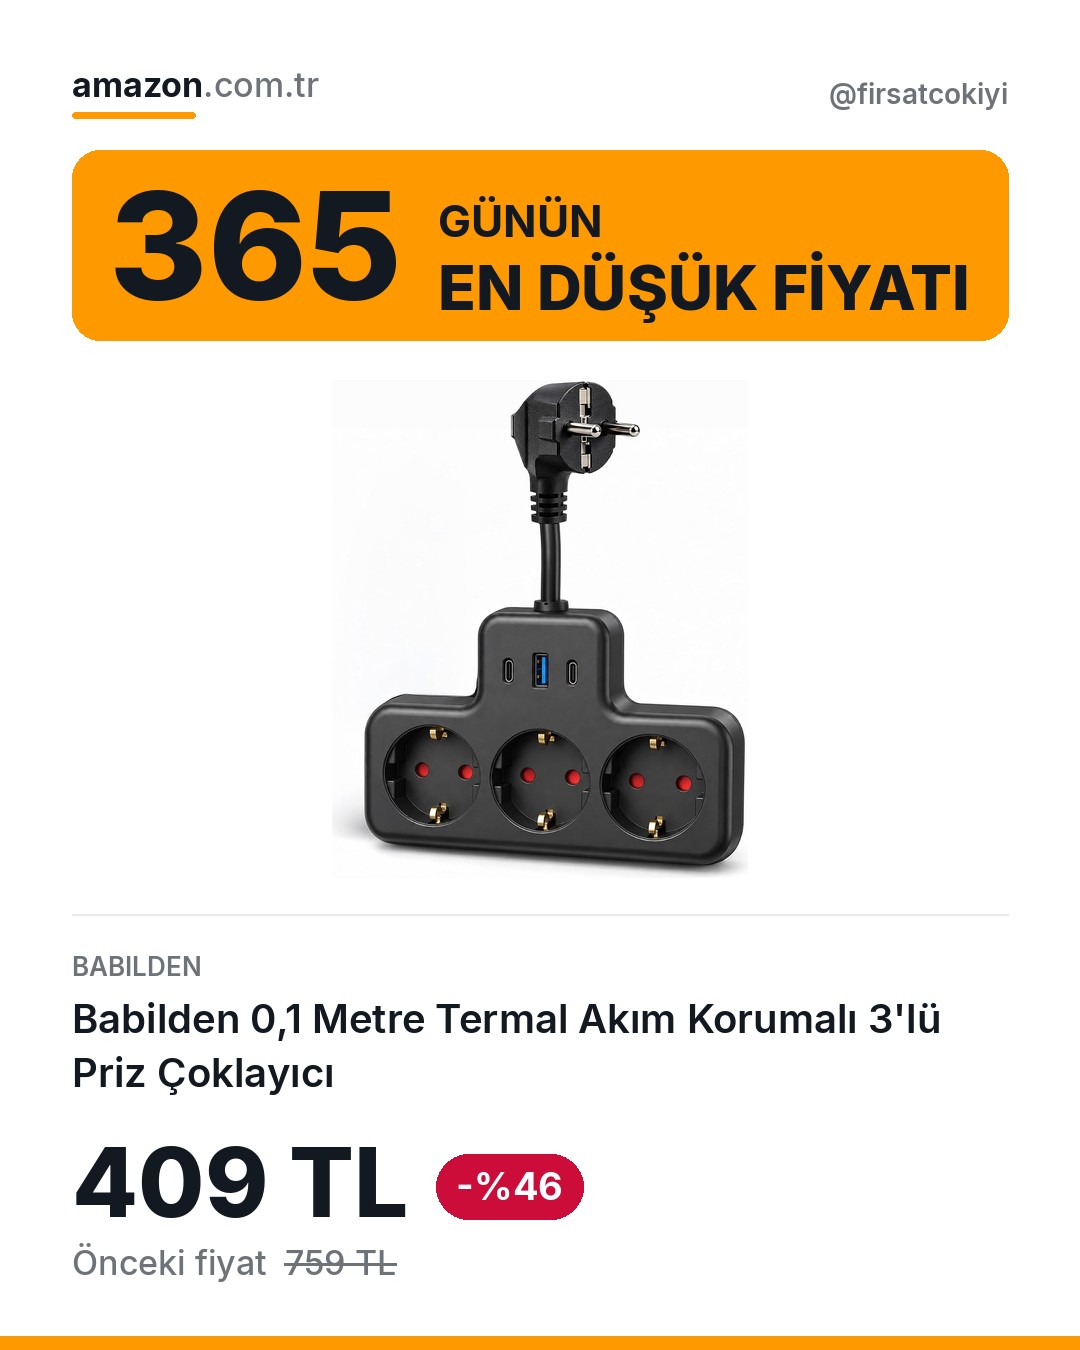 amazon.com.tr
@firsatcokiyi
365 GÜNÜN
EN DÜŞÜK FİYATI
BABILDEN
Babilden 0,1 Metre Termal Akım Korumalı 3'lü
Priz Çoklayıcı
409 TL -%46
Önceki fiyat 759 TL